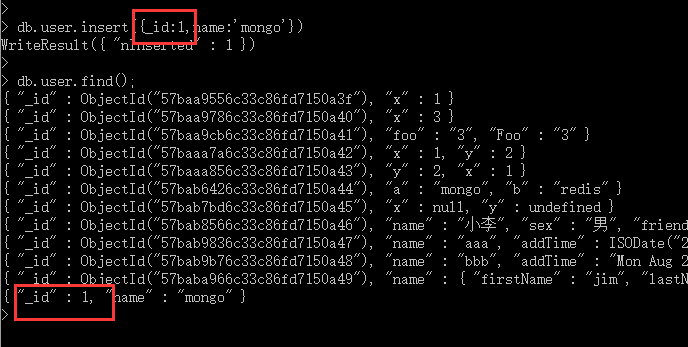 >
> db.user.insert({_id:1,name:'mongo'})
WriteResult({ "nInserted" : 1 })
>
> db.user.find();
{ "_id" : ObjectId("57baa9556c33c86fd7150a3f"), "x" : 1 }
{ "_id" : ObjectId("57baa9786c33c86fd7150a40"), "x" : 3 }
{ "_id" : ObjectId("57baa9cb6c33c86fd7150a41"), "foo" : "3", "Foo" : "3" }
{ "_id" : ObjectId("57baaa7a6c33c86fd7150a42"), "x" : 1, "y" : 2 }
{ "_id" : ObjectId("57baaa856c33c86fd7150a43"), "y" : 2, "x" : 1 }
{ "_id" : ObjectId("57bab6426c33c86fd7150a44"), "a" : "mongo", "b" : "redis" }
{ "_id" : ObjectId("57bab7bd6c33c86fd7150a45"), "x" : null, "y" : undefined }
{ "_id" : ObjectId("57bab8566c33c86fd7150a46"), "name" : "小李", "sex" : "男", "friend
{ "_id" : ObjectId("57bab9836c33c86fd7150a47"), "name" : "aaa", "addTime" : ISODate("2
{ "_id" : ObjectId("57bab9b76c33c86fd7150a48"), "name" : "bbb", "addTime" : "Mon Aug 2
{ "_id" : ObjectId("57baba966c33c86fd7150a49"), "name" : { "firstName" : "jim", "lastN
{ "_id" : 1, "name" : "mongo" }
>